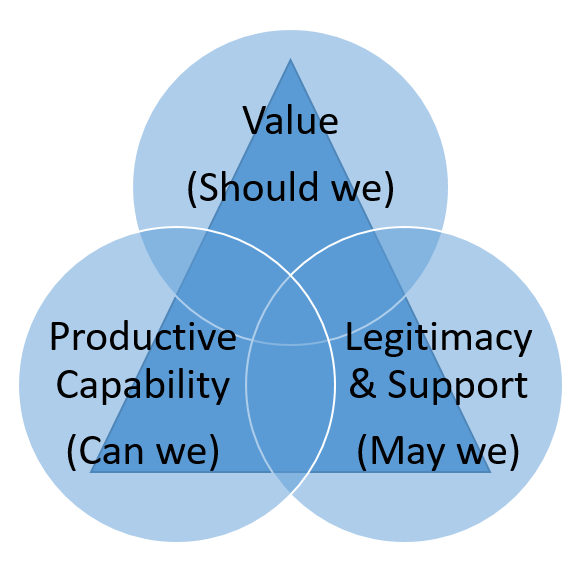 Value
(Should we)
Productive
Capability
(Can we)
Legitimacy
& Support
(May we)